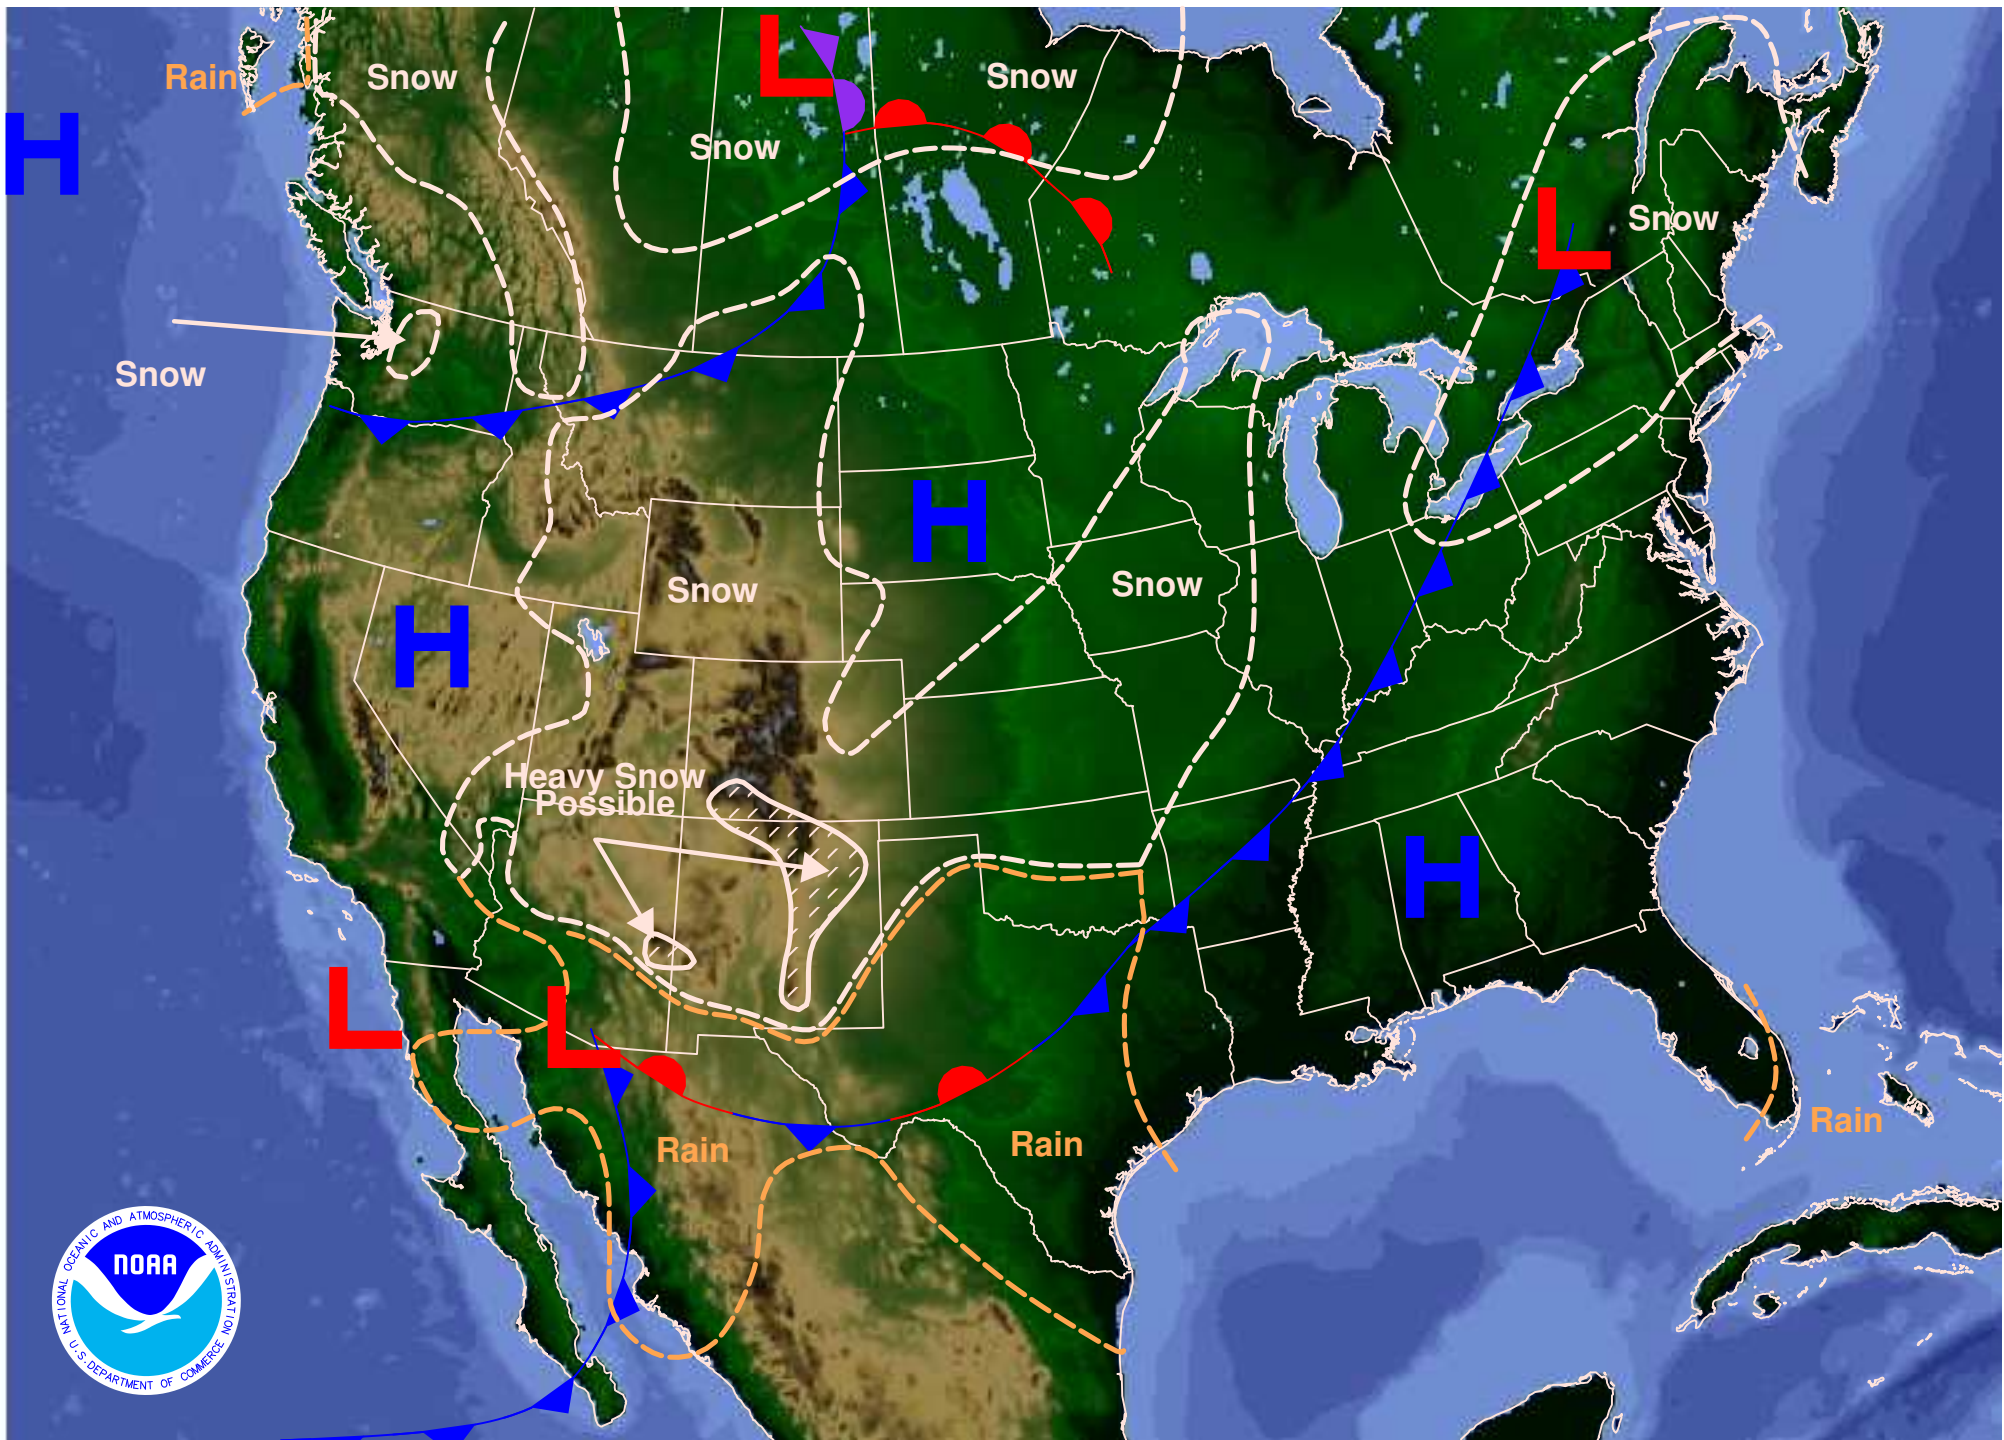 L
Rain
Snow
Snow
Snow
H
L
Snow
Snow
H
Snow
Snow
H
Heavy Snow
Possible
H
L
L
Rain
Rain
Rain
NATIONAL OCEANIC AND ATMOSPHERIC ADMINISTRATION
NOAA
U.S. DEPARTMENT OF COMMERCE